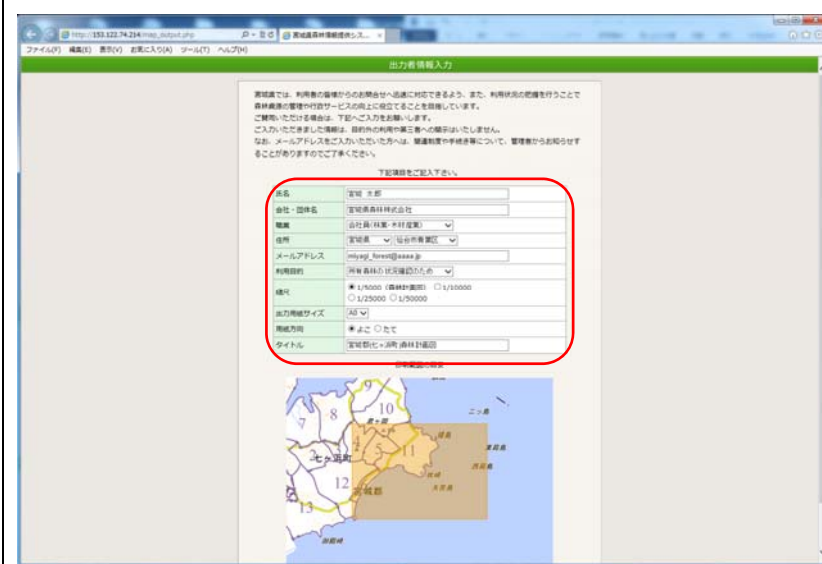 http://153.122.74.214/map_output.php
宮城県森林情報提供シス...
ファイル(F) 編集(E) 表示(V) お気に入り(A) ツール(T) ヘルプ(H)
出力者情報入力
宮城県では、利用者の皆様からのお問合せへ迅速に対応できるよう、また、利用状況の把握を行うことで
森林資源の管理や行政サービスの向上に役立てることを目指しています。
ご賛同いただける場合は、下記へご入力をお願いします。
ご入力いただきました情報は、目的外の利用や第三者への開示はいたしません。
なお、メールアドレスをご入力いただいた方へは、関連制度や手続き等について、管理者からお知らせす
ることがありますのでご了承ください。
下記項目をご記入下さい。
氏名 宮城 太郎
会社・団体名 宮城県森林株式会社
職業 会社員(林業・木材産業)
住所 宮城県 仙台市青葉区
メールアドレス miyagi_forest@aaaa.jp
利用目的 所有森林の状況確認のため
縮尺 1/5000 (森林計画図) 1/10000
1/25000 1/50000
出力用紙サイズ A0
用紙方向 よこ たて
タイトル 宮城郡(七ヶ浜町)森林計画図
印刷範囲の概要
9
10
8
7
二ッ島
2
七ヶ浜町
5
11
12
宮城郡
13